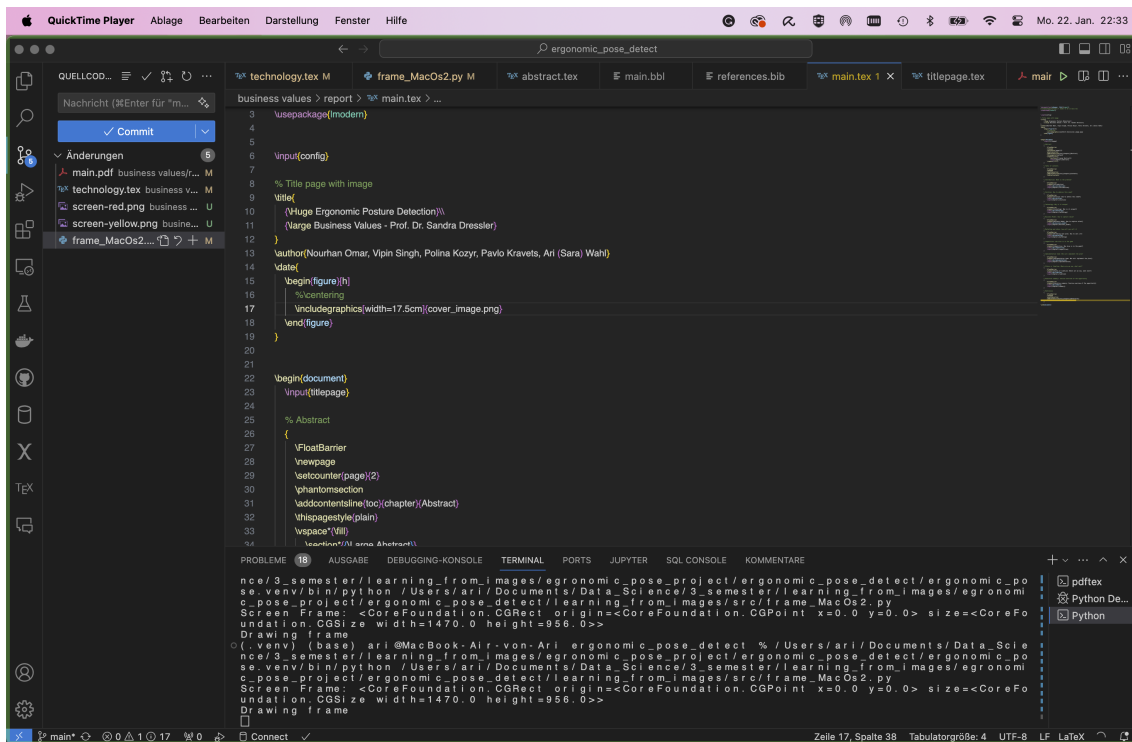 QuickTime Player Ablage Bearbeiten Darstellung Fenster Hilfe Mo. 22. Jan. 22:33
ergonomic_pose_detect
QUELLCOD...
technology.tex M frame_MacOs2.py M abstract.tex main.bbl references.bib main.tex 1 titlepage.tex mair
business values > report > main.tex > ...
Nachricht (⌘Enter für "m...
Commit
Änderungen 5
main.pdf business values/r... M
technology.tex business v... M
screen-red.png business ... U
screen-yellow.png busine... U
frame_MacOs2.... M
5
TEX
3 \usepackage{lmodern}
4
5
6 \input{config}
7
8 % Title page with image
9 \title{
10 {\Huge Ergonomic Posture Detection}\\
11 {\large Business Values - Prof. Dr. Sandra Dressler}
12 }
13 \author{Nourhan Omar, Vipin Singh, Polina Kozyr, Pavlo Kravets, Ari (Sara) Wahl}
14 \date{
15 \begin{figure}[h]
16 %\centering
17 \includegraphics[width=17.5cm]{cover_image.png}
18 \end{figure}
19 }
20
21
22 \begin{document}
23 \input{titlepage}
24
25 % Abstract
26 {
27 \FloatBarrier
28 \newpage
29 \setcounter{page}{2}
30 \phantomsection
31 \addcontentsline{toc}{chapter}{Abstract}
32 \thispagestyle{plain}
33 \vspace*{\fill}
34 \section*{{\Large Abstract}\\
PROBLEME 18 AUSGABE DEBUGGING-KONSOLE TERMINAL PORTS JUPYTER SQL CONSOLE KOMMENTARE
nce/3_semester/learning_from_images/egronomic_pose_project/ergonomic_pose_detect/ergonomic_po
se.venv/bin/python /Users/ari/Documents/Data_Science/3_semester/learning_from_images/egronomi
c_pose_project/ergonomic_pose_detect/learning_from_images/src/frame_MacOs2.py
Screen Frame: <CoreFoundation.CGRect origin=<CoreFoundation.CGPoint x=0.0 y=0.0> size=<CoreFo
undation.CGSize width=1470.0 height=956.0>>
Drawing frame
(.venv) (base) ari@MacBook-Air-von-Ari ergonomic_pose_detect % /Users/ari/Documents/Data_Scie
nce/3_semester/learning_from_images/egronomic_pose_project/ergonomic_pose_detect/ergonomic_po
se.venv/bin/python /Users/ari/Documents/Data_Science/3_semester/learning_from_images/egronomi
c_pose_project/ergonomic_pose_detect/learning_from_images/src/frame_MacOs2.py
Screen Frame: <CoreFoundation.CGRect origin=<CoreFoundation.CGPoint x=0.0 y=0.0> size=<CoreFo
undation.CGSize width=1470.0 height=956.0>>
Drawing frame
pdftex
Python De...
Python
main* 0 1 17 0 Connect Zeile 17, Spalte 38 Tabulatorgröße: 4 UTF-8 LF LaTeX